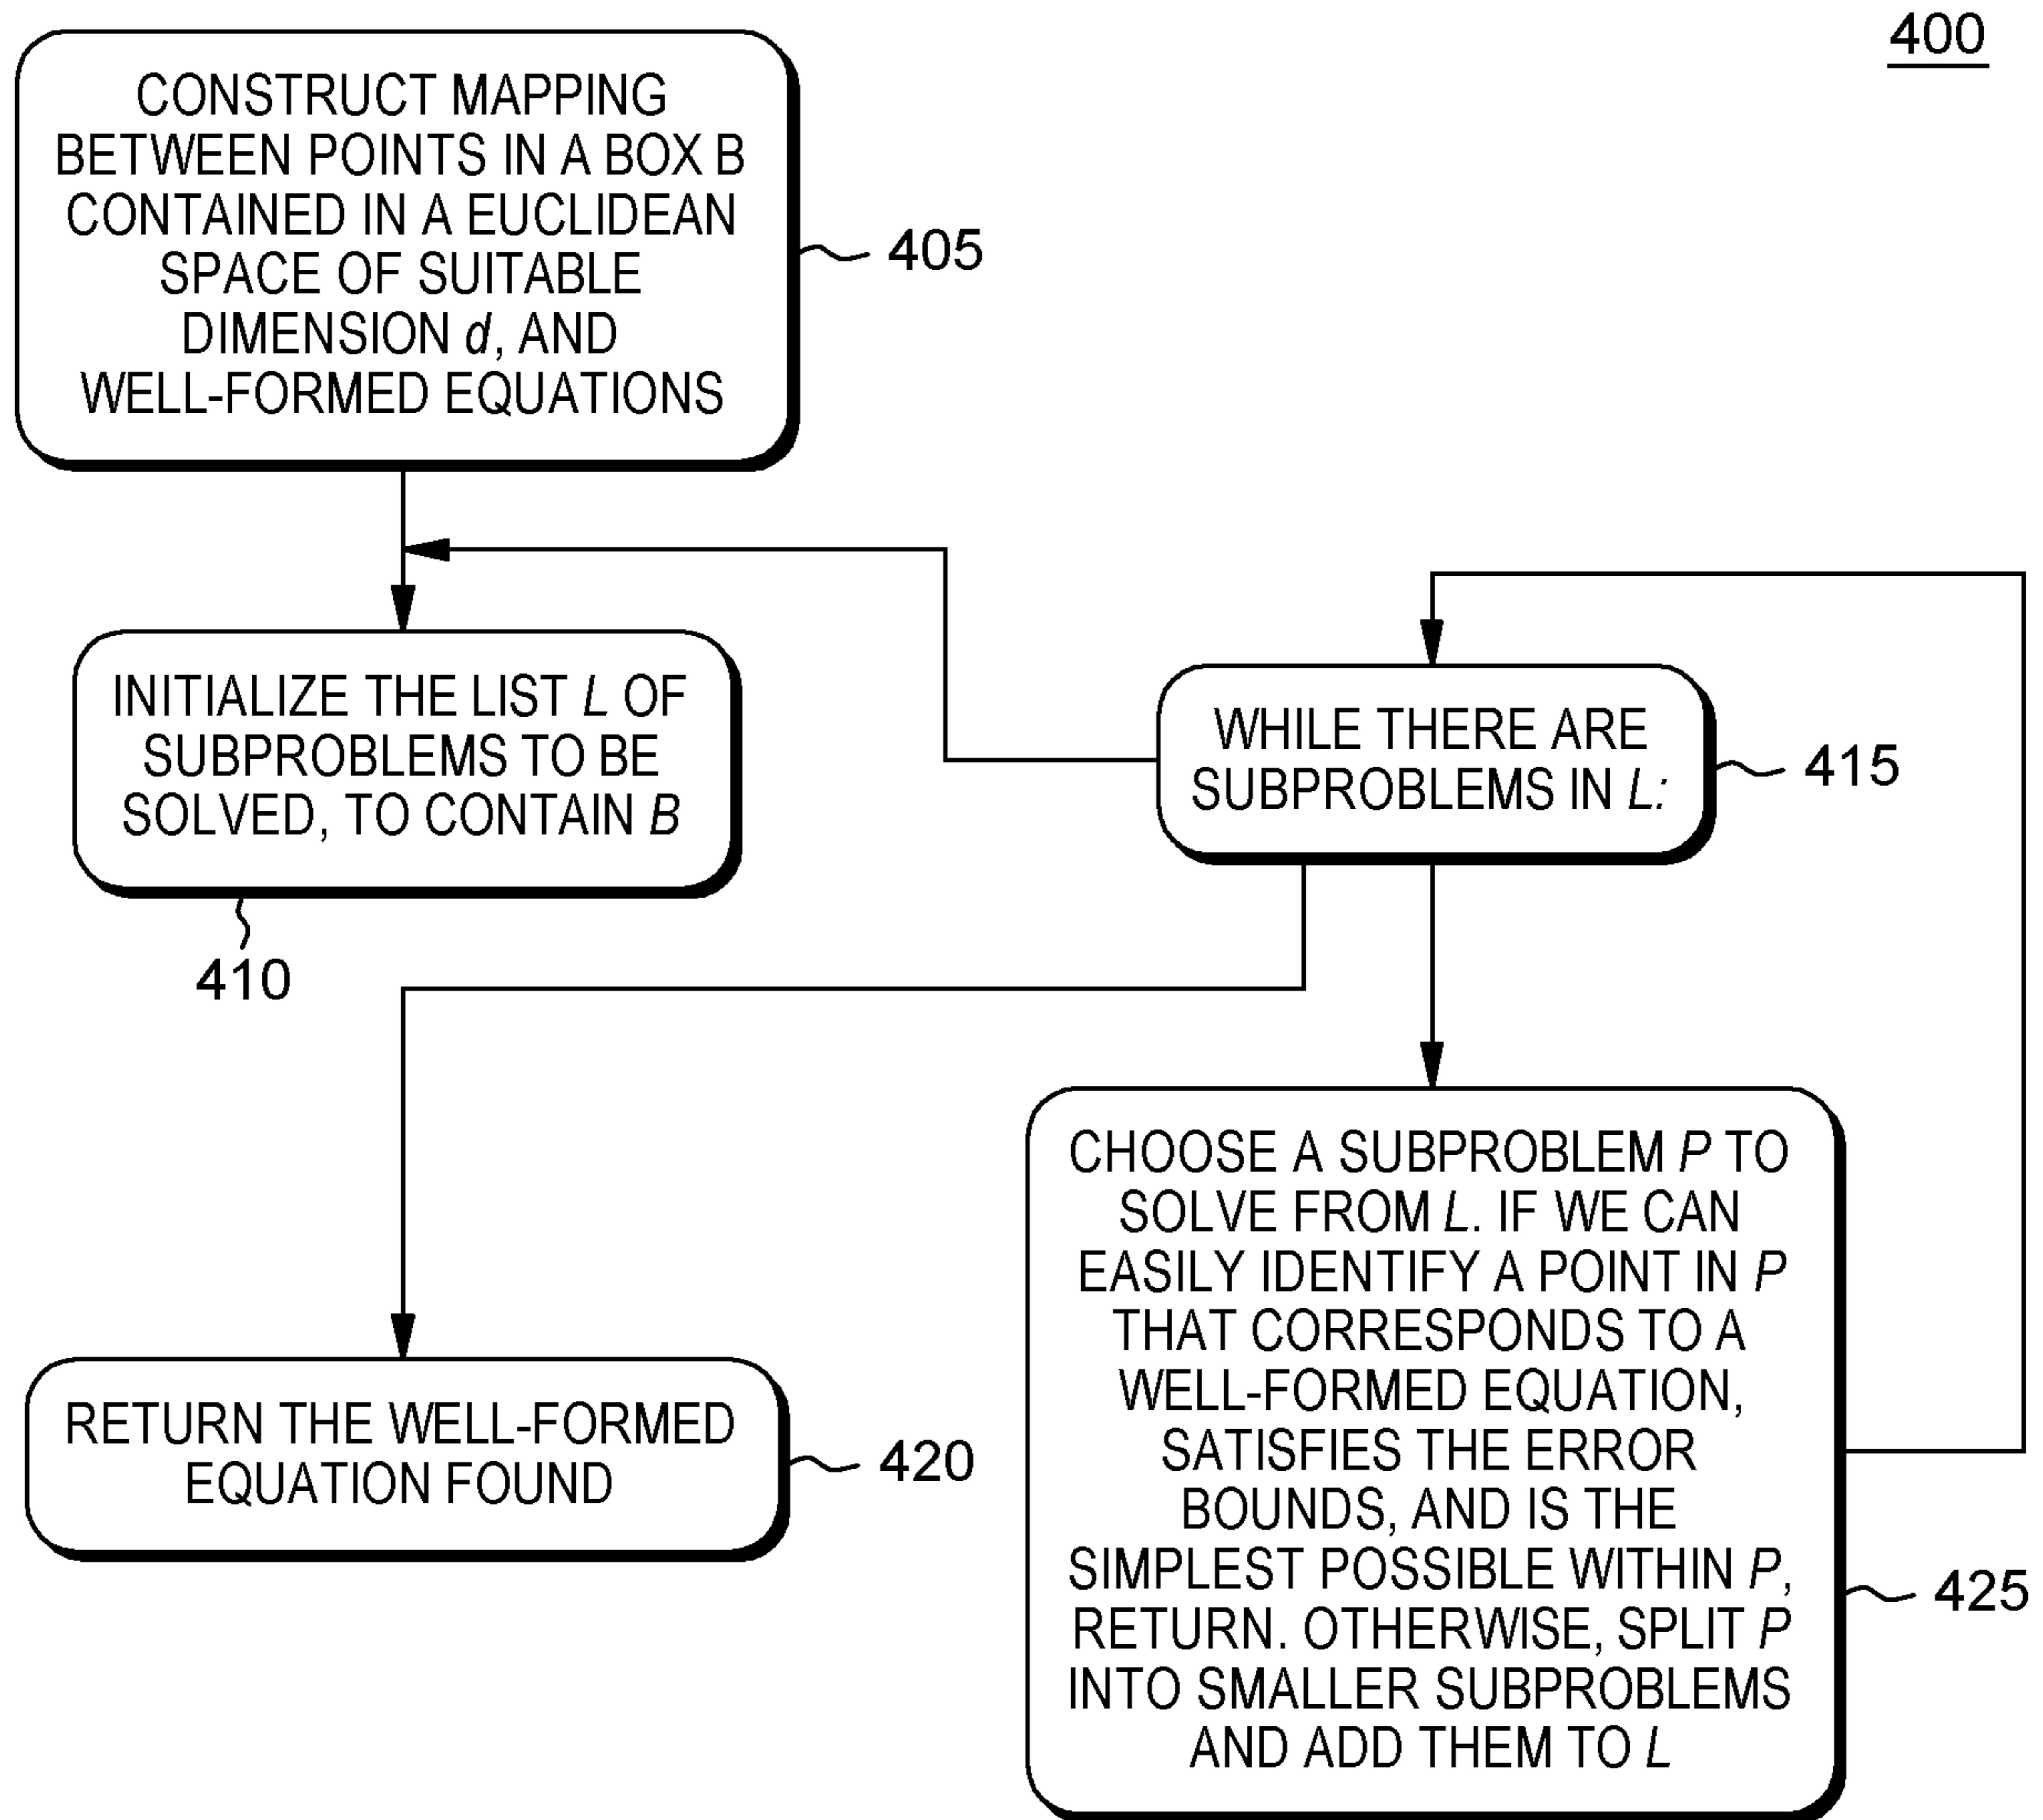 400
CONSTRUCT MAPPING
BETWEEN POINTS IN A BOX B
CONTAINED IN A EUCLIDEAN
SPACE OF SUITABLE
DIMENSION d, AND
WELL-FORMED EQUATIONS
405
INITIALIZE THE LIST L OF
SUBPROBLEMS TO BE
SOLVED, TO CONTAIN B
410
WHILE THERE ARE
SUBPROBLEMS IN L:
415
RETURN THE WELL-FORMED
EQUATION FOUND
420
CHOOSE A SUBPROBLEM P TO
SOLVE FROM L. IF WE CAN
EASILY IDENTIFY A POINT IN P
THAT CORRESPONDS TO A
WELL-FORMED EQUATION,
SATISFIES THE ERROR
BOUNDS, AND IS THE
SIMPLEST POSSIBLE WITHIN P,
RETURN. OTHERWISE, SPLIT P
INTO SMALLER SUBPROBLEMS
AND ADD THEM TO L
425